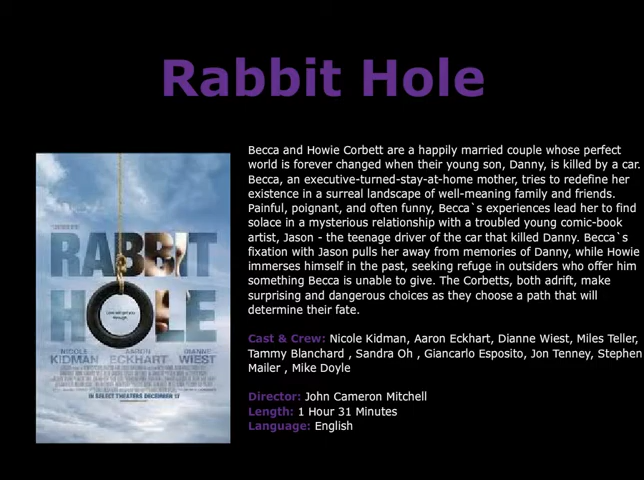 Rabbit Hole
Becca and Howie Corbett are a happily married couple whose perfect
world is forever changed when their young son, Danny, is killed by a car.
Becca, an executive-turned-stay-at-home mother, tries to redefine her
existence in a surreal landscape of well-meaning family and friends.
Painful, poignant, and often funny, Becca`s experiences lead her to find
solace in a mysterious relationship with a troubled young comic-book
artist, Jason - the teenage driver of the car that killed Danny. Becca`s
fixation with Jason pulls her away from memories of Danny, while Howie
immerses himself in the past, seeking refuge in outsiders who offer him
something Becca is unable to give. The Corbetts, both adrift, make
surprising and dangerous choices as they choose a path that will
determine their fate.
Cast & Crew: Nicole Kidman, Aaron Eckhart, Dianne Wiest, Miles Teller,
Tammy Blanchard , Sandra Oh , Giancarlo Esposito, Jon Tenney, Stephen
Mailer , Mike Doyle
Director: John Cameron Mitchell
Length: 1 Hour 31 Minutes
Language: English
RABBIT
HOLE
NICOLE AARON DIANNE
KIDMAN ECKHART WIEST
IN SELECT THEATERS DECEMBER 17